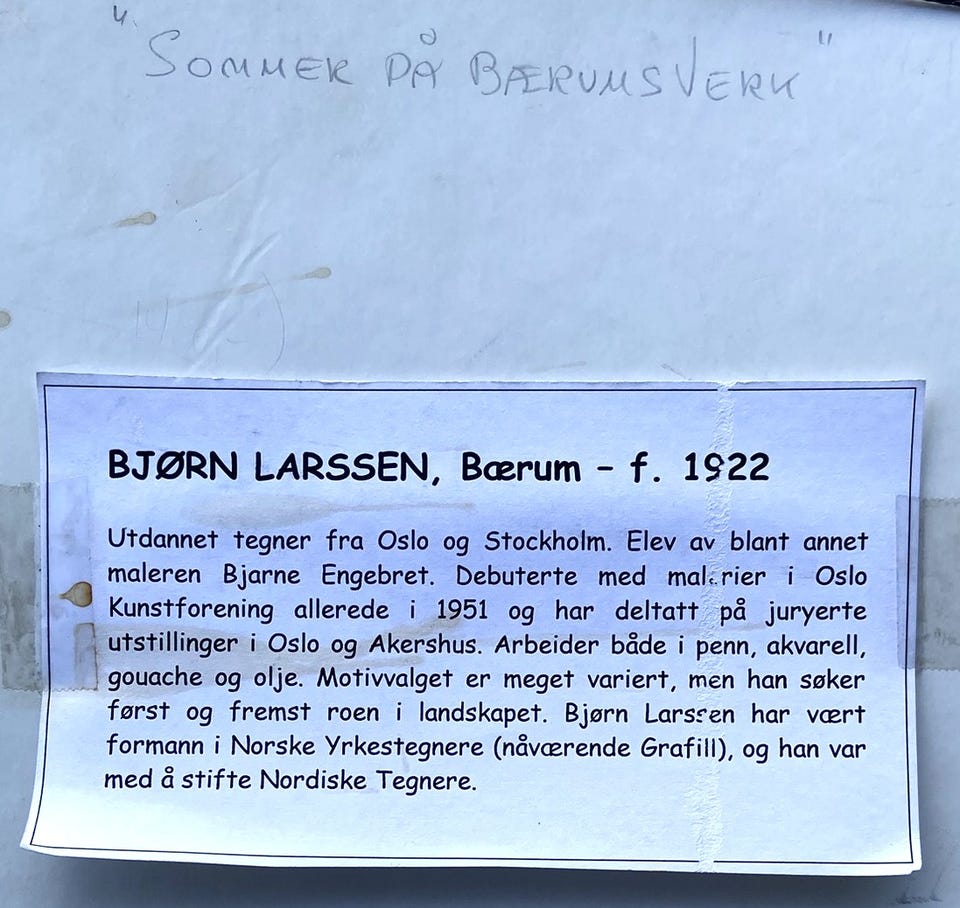 "SOMMER PÅ BÆRUMSVERK"
BJØRN LARSSEN, Bærum - f. 1922
Utdannet tegner fra Oslo og Stockholm. Elev av blant annet
maleren Bjarne Engebret. Debuterte med malerier i Oslo
Kunstforening allerede i 1951 og har deltatt på juryerte
utstillinger i Oslo og Akershus. Arbeider både i penn, akvarell,
gouache og olje. Motivvalget er meget variert, men han søker
først og fremst roen i landskapet. Bjørn Larssen har vært
formann i Norske Yrkestegnere (nåværende Grafill), og han var
med å stifte Nordiske Tegnere.